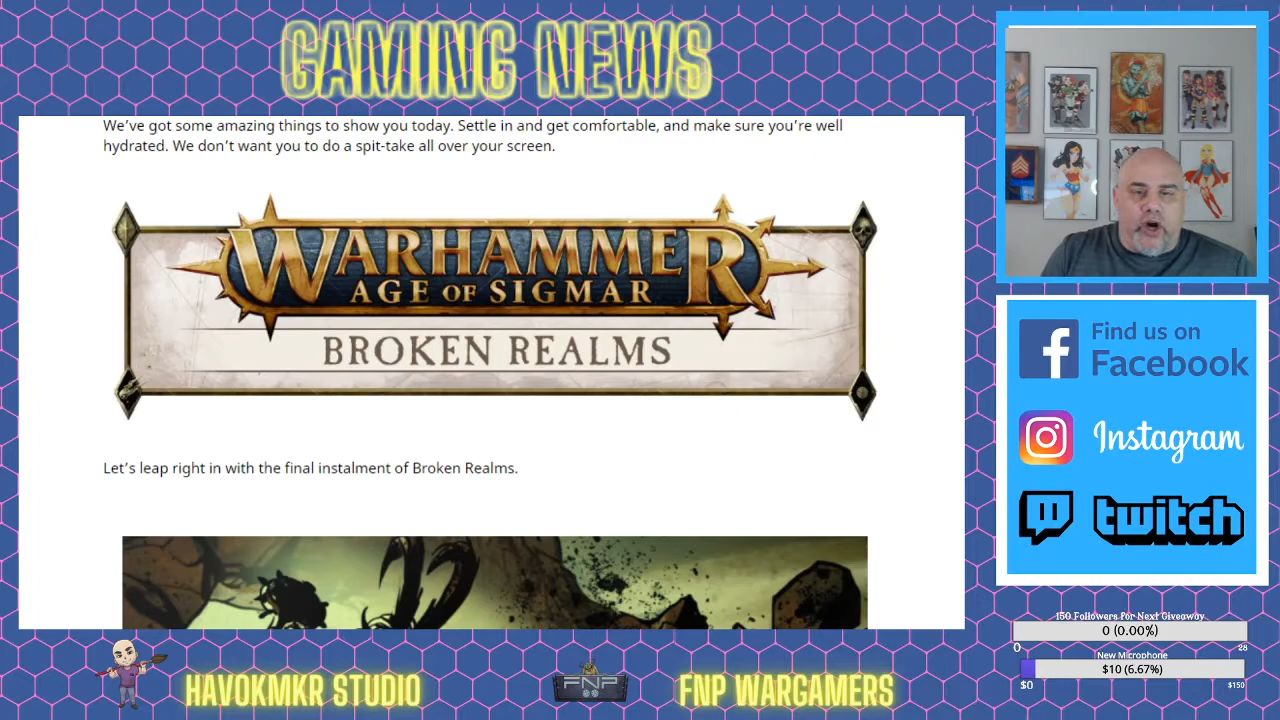 GAMING NEWS
We've got some amazing things to show you today. Settle in and get comfortable, and make sure you're well
hydrated. We don't want you to do a spit-take all over your screen.
WARHAMMER
AGE OF SIGMAR
BROKEN REALMS
Let's leap right in with the final instalment of Broken Realms.
Find us on
Facebook
Instagram
twitch
150 Followers For Next Giveaway
0 (0.00%)
0
28
New Microphone
$10 (6.67%)
$0
$150
HAVOKMKR STUDIO
FNP
FNP WARGAMERS